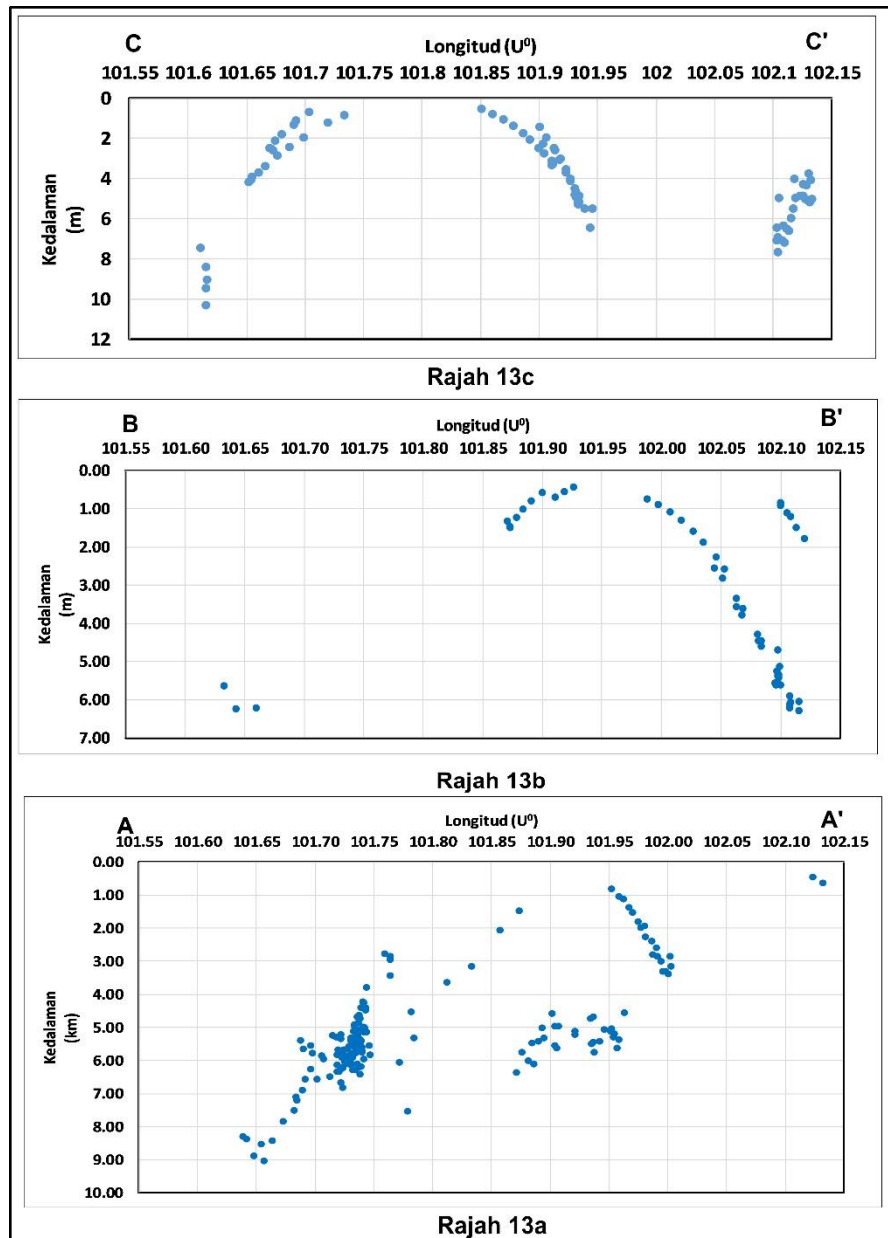 C
Longitud (U⁰)
C'
101.55 101.6 101.65 101.7 101.75 101.8 101.85 101.9 101.95 102 102.05 102.1 102.15
0
2
4
6
8
10
12
Kedalaman
(m)
Rajah 13c
B
Longitud (U⁰)
B'
101.55 101.60 101.65 101.70 101.75 101.80 101.85 101.90 101.95 102.00 102.05 102.10 102.15
0.00
1.00
2.00
3.00
4.00
5.00
6.00
7.00
Kedalaman
(m)
Rajah 13b
A
Longitud (U⁰)
A'
101.55 101.60 101.65 101.70 101.75 101.80 101.85 101.90 101.95 102.00 102.05 102.10 102.15
0.00
1.00
2.00
3.00
4.00
5.00
6.00
7.00
8.00
9.00
10.00
Kedalaman
(km)
Rajah 13a